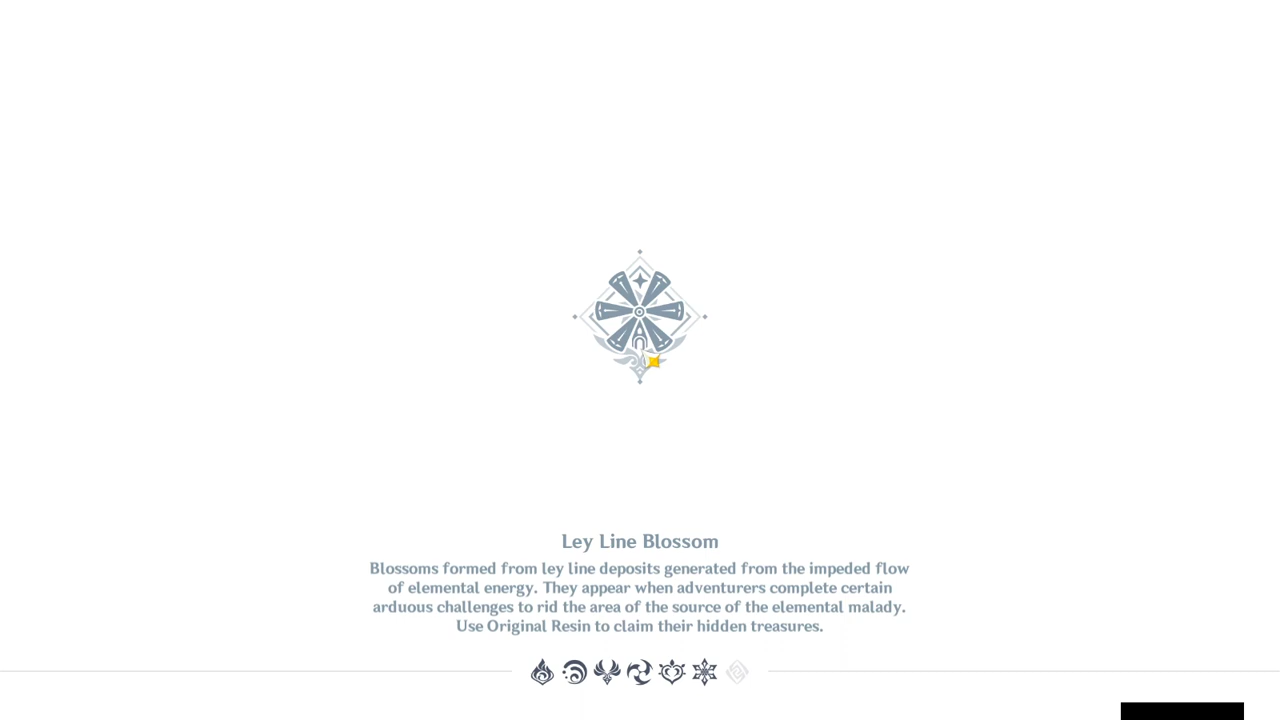 Ley Line Blossom
Blossoms formed from ley line deposits generated from the impeded flow
of elemental energy. They appear when adventurers complete certain
arduous challenges to rid the area of the source of the elemental malady.
Use Original Resin to claim their hidden treasures.